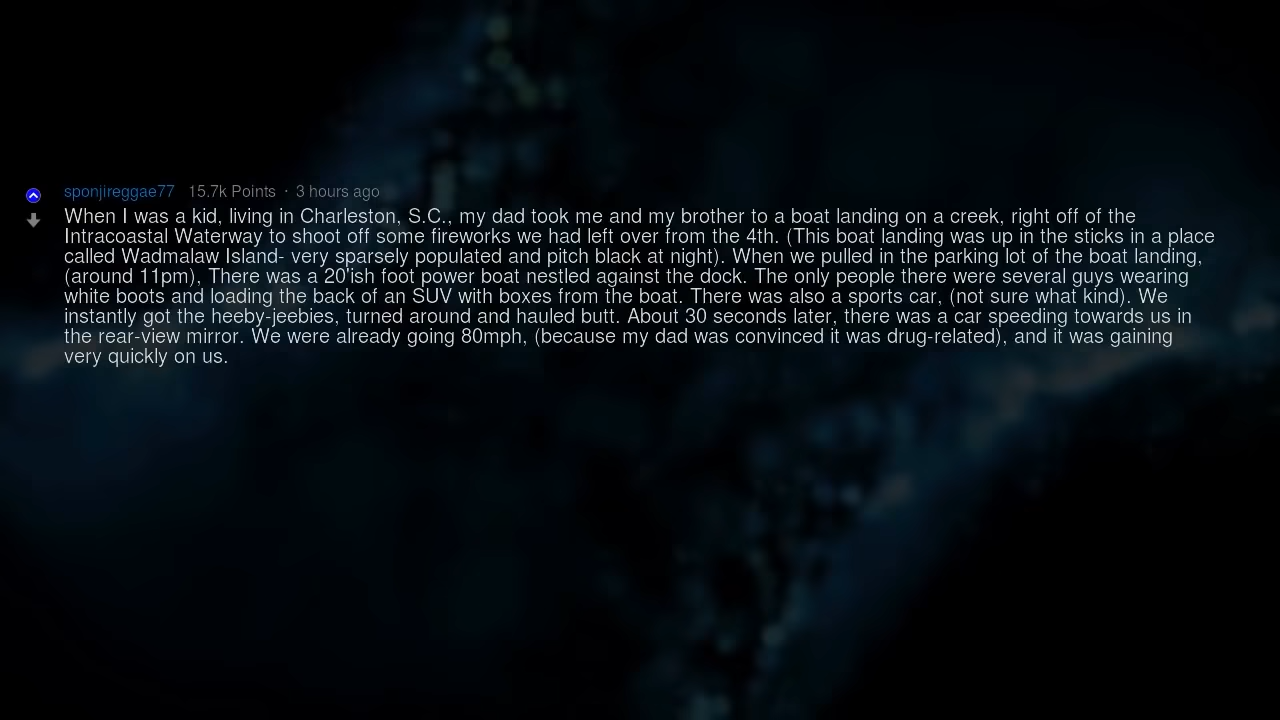 sponjireggae77 15.7k Points · 3 hours ago
When I was a kid, living in Charleston, S.C., my dad took me and my brother to a boat landing on a creek, right off of the
Intracoastal Waterway to shoot off some fireworks we had left over from the 4th. (This boat landing was up in the sticks in a place
called Wadmalaw Island- very sparsely populated and pitch black at night). When we pulled in the parking lot of the boat landing,
(around 11pm), There was a 20'ish foot power boat nestled against the dock. The only people there were several guys wearing
white boots and loading the back of an SUV with boxes from the boat. There was also a sports car, (not sure what kind). We
instantly got the heeby-jeebies, turned around and hauled butt. About 30 seconds later, there was a car speeding towards us in
the rear-view mirror. We were already going 80mph, (because my dad was convinced it was drug-related), and it was gaining
very quickly on us.